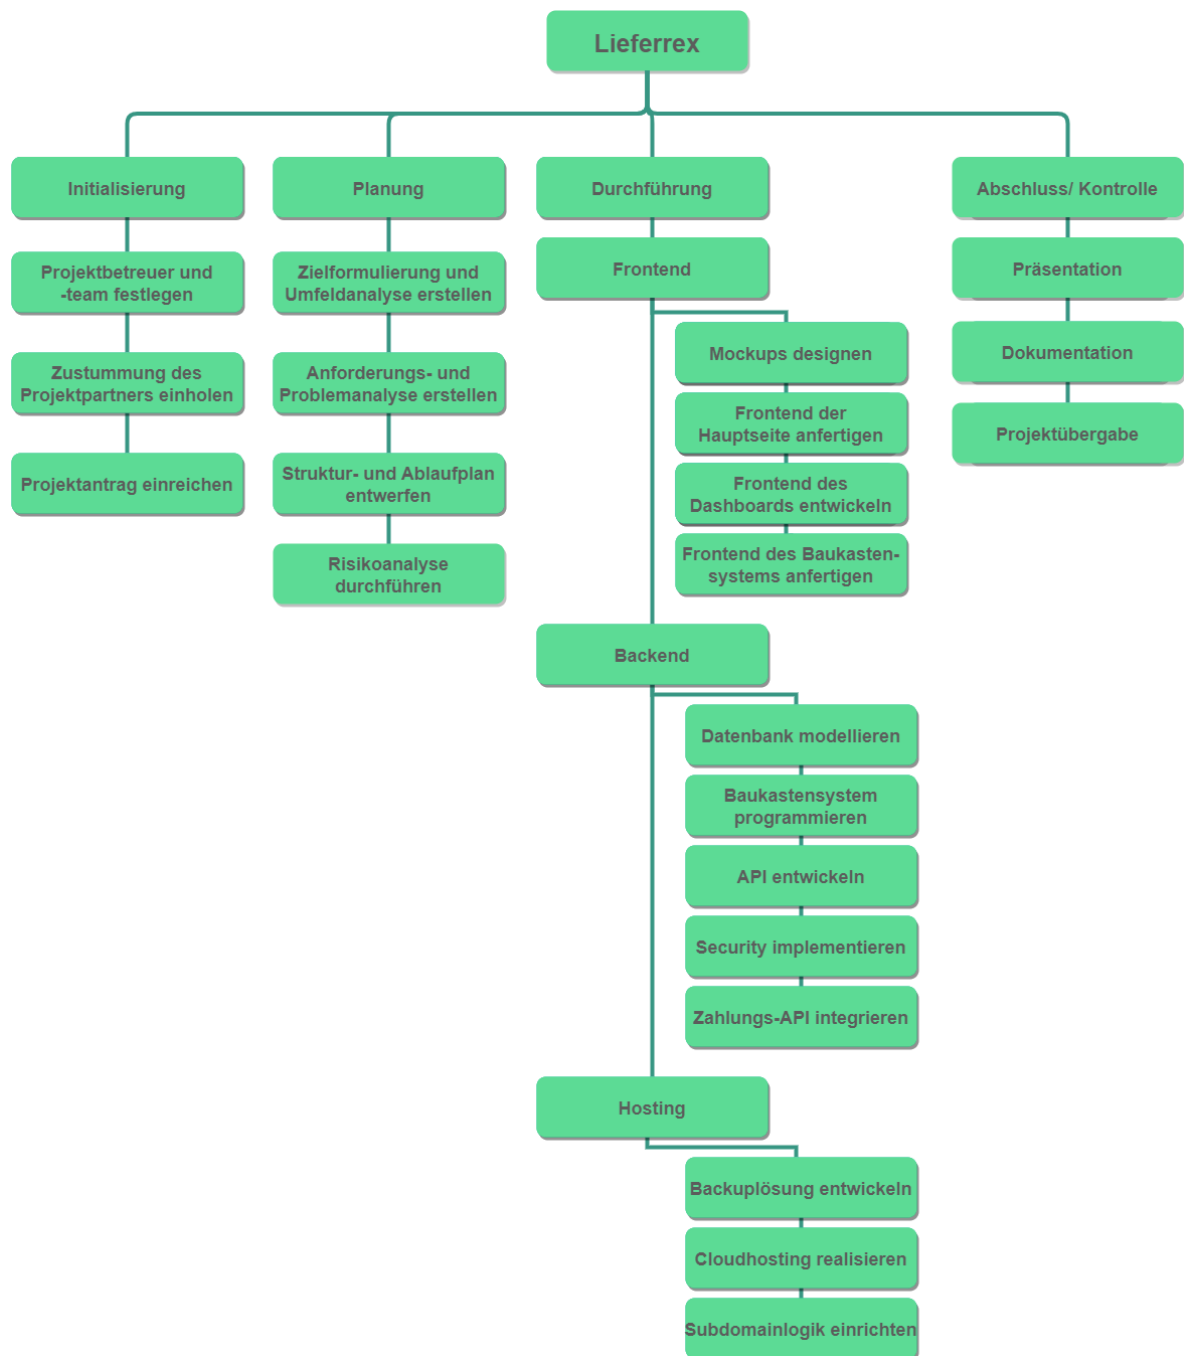 Lieferrex
Initialisierung
Planung
Durchführung
Abschluss/ Kontrolle
Projektbetreuer und
-team festlegen
Zustummung des
Projektpartners einholen
Projektantrag einreichen
Zielformulierung und
Umfeldanalyse erstellen
Anforderungs- und
Problemanalyse erstellen
Struktur- und Ablaufplan
entwerfen
Risikoanalyse
durchführen
Frontend
Mockups designen
Frontend der
Hauptseite anfertigen
Frontend des
Dashboards entwickeln
Frontend des Baukasten-
systems anfertigen
Backend
Datenbank modellieren
Baukastensystem
programmieren
API entwickeln
Security implementieren
Zahlungs-API integrieren
Hosting
Backuplösung entwickeln
Cloudhosting realisieren
Subdomainlogik einrichten
Präsentation
Dokumentation
Projektübergabe